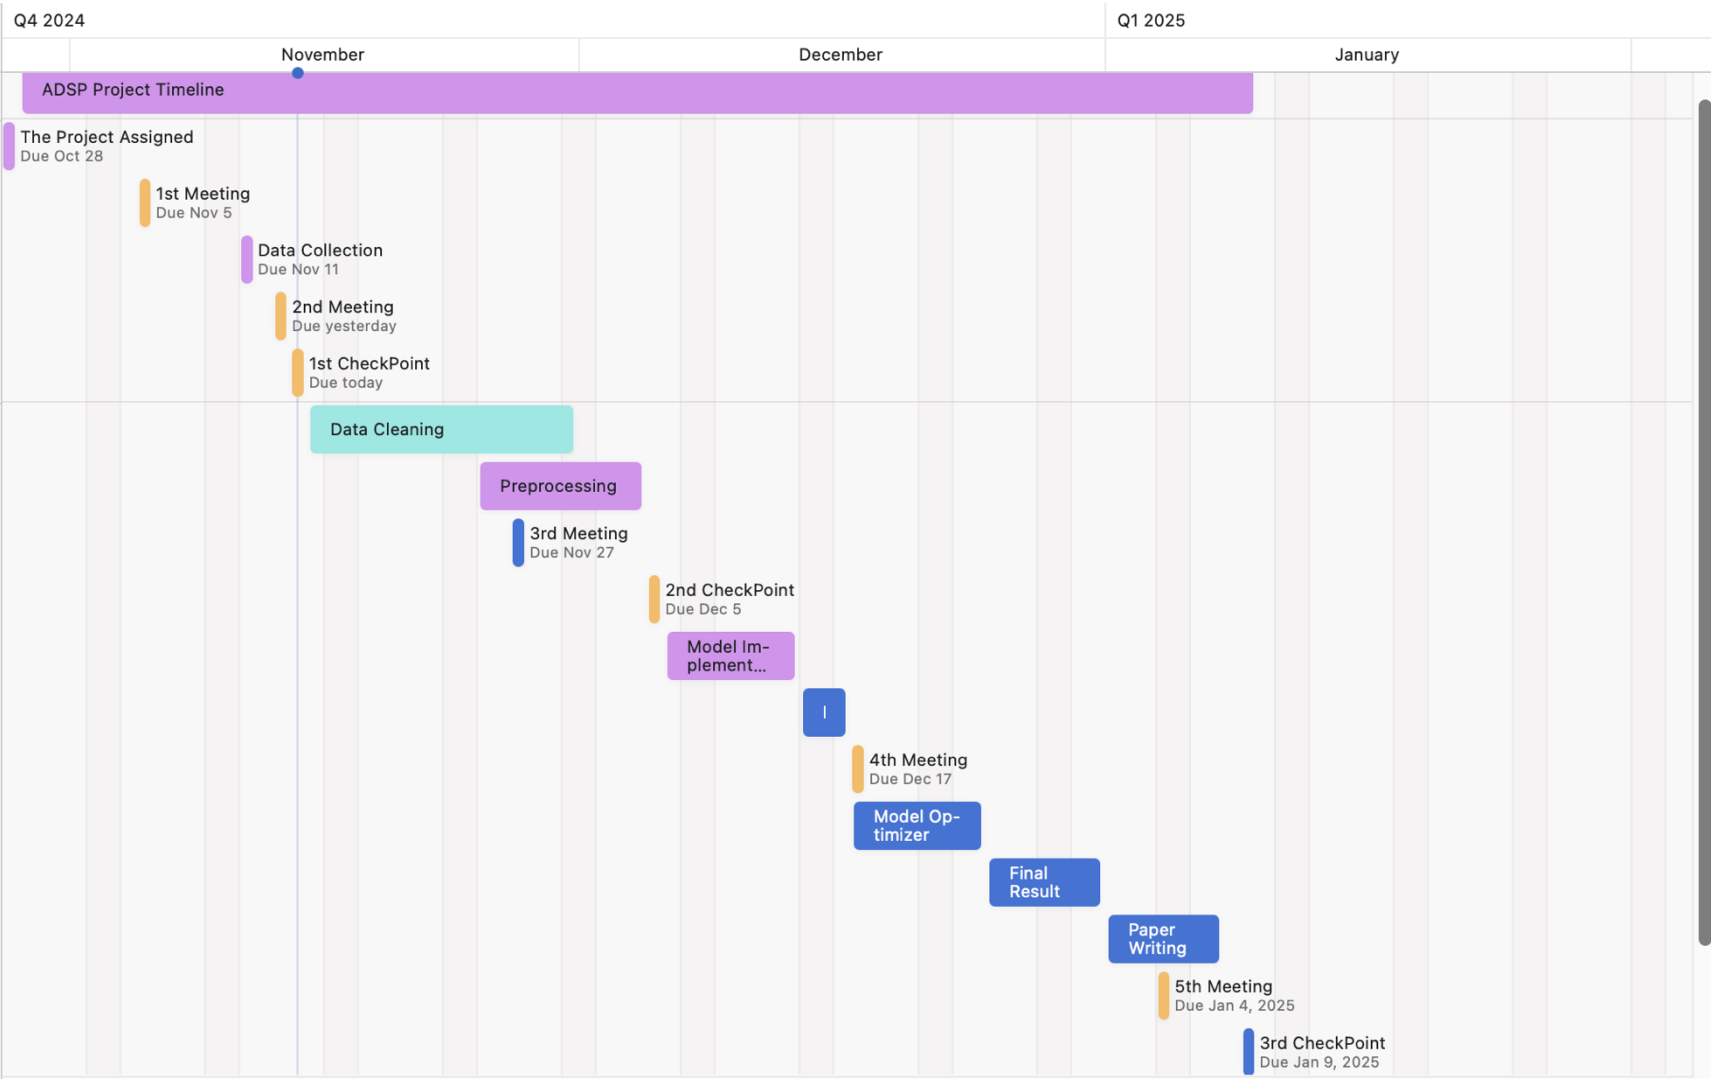 Q4 2024
Q1 2025
November
December
January
ADSP Project Timeline
The Project Assigned
Due Oct 28
1st Meeting
Due Nov 5
Data Collection
Due Nov 11
2nd Meeting
Due yesterday
1st CheckPoint
Due today
Data Cleaning
Preprocessing
3rd Meeting
Due Nov 27
2nd CheckPoint
Due Dec 5
Model Im-
plement...
I
4th Meeting
Due Dec 17
Model Op-
timizer
Final
Result
Paper
Writing
5th Meeting
Due Jan 4, 2025
3rd CheckPoint
Due Jan 9, 2025